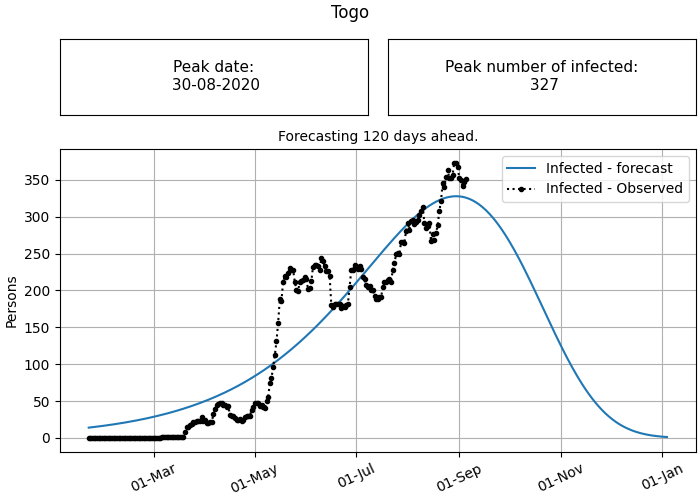 Togo
Peak date:
30-08-2020
Peak number of infected:
327
Forecasting 120 days ahead.
Infected - forecast
Infected - Observed
Persons
350
300
250
200
150
100
50
0
01-Mar
01-May
01-Jul
01-Sep
01-Nov
01-Jan